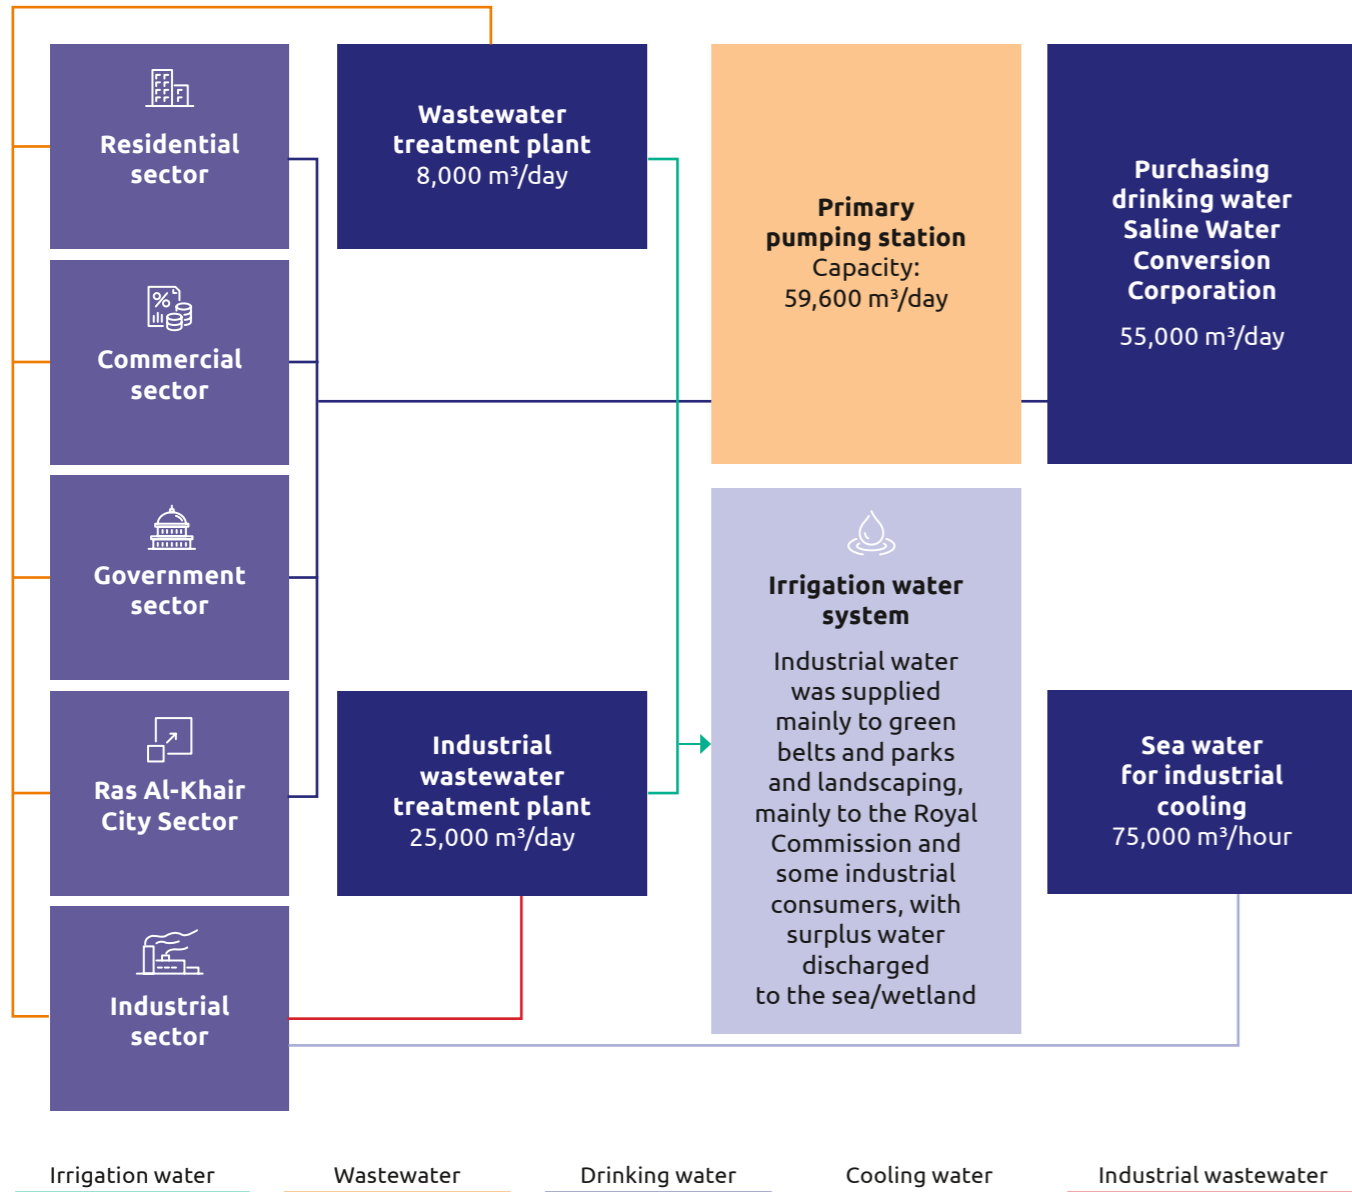 Residential
sector
Commercial
sector
Government
sector
Ras Al-Khair
City Sector
Industrial
sector
Wastewater
treatment plant
8,000 m³/day
Industrial
wastewater
treatment plant
25,000 m³/day
Primary
pumping station
Capacity:
59,600 m³/day
Irrigation water
system
Industrial water
was supplied
mainly to green
belts and parks
and landscaping,
mainly to the Royal
Commission and
some industrial
consumers, with
surplus water
discharged
to the sea/wetland
Purchasing
drinking water
Saline Water
Conversion
Corporation
55,000 m³/day
Sea water
for industrial
cooling
75,000 m³/hour
Irrigation water
Wastewater
Drinking water
Cooling water
Industrial wastewater